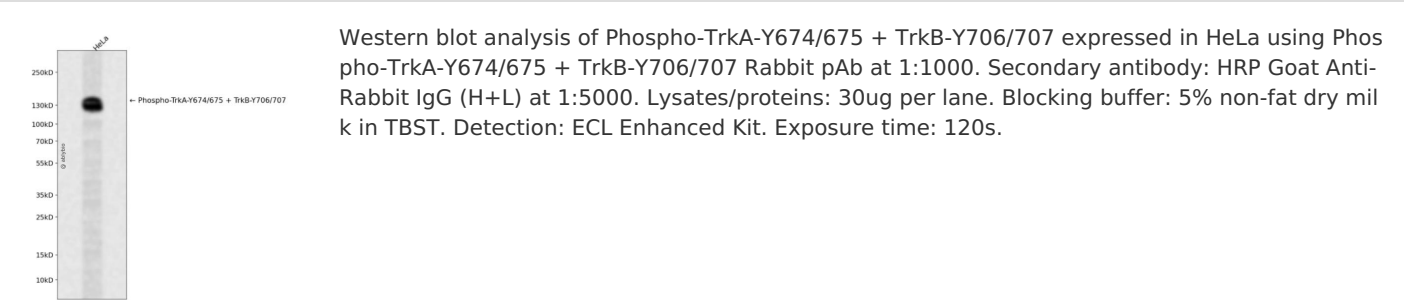 HeLa
250kD
130kD
← Phospho-TrkA-Y674/675 + TrkB-Y706/707
100kD
70kD
55kD
35kD
25kD
15kD
10kD
@ abybio
Western blot analysis of Phospho-TrkA-Y674/675 + TrkB-Y706/707 expressed in HeLa using Phos
pho-TrkA-Y674/675 + TrkB-Y706/707 Rabbit pAb at 1:1000. Secondary antibody: HRP Goat Anti-
Rabbit IgG (H+L) at 1:5000. Lysates/proteins: 30ug per lane. Blocking buffer: 5% non-fat dry mil
k in TBST. Detection: ECL Enhanced Kit. Exposure time: 120s.